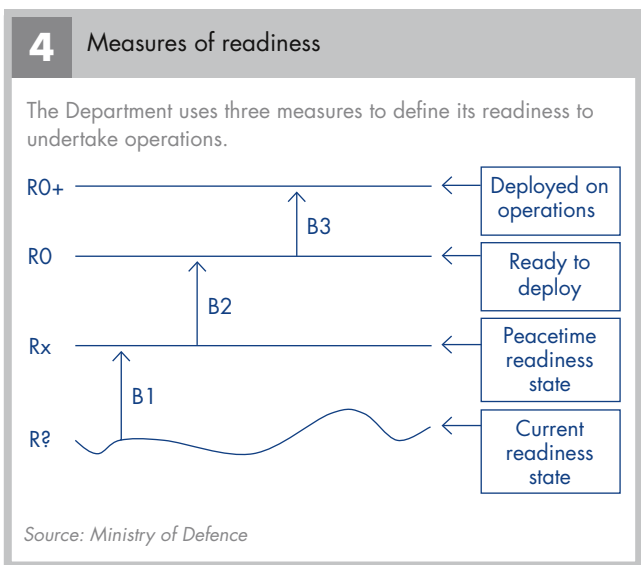 4 Measures of readiness
The Department uses three measures to define its readiness to
undertake operations.
R0+
Deployed on
operations
B3
R0
Ready to
deploy
B2
Rx
Peacetime
readiness
state
B1
R?
Current
readiness
state
Source: Ministry of Defence